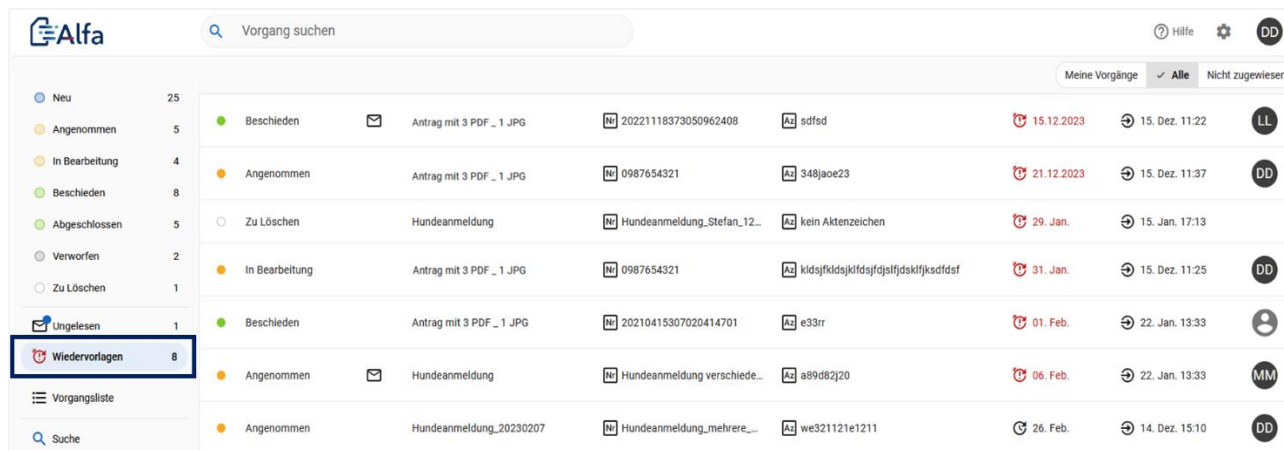 Alfa
Vorgang suchen
Hilfe
DD
Meine Vorgänge Alle Nicht zugewiesen
Neu 25
Angenommen 5
In Bearbeitung 4
Beschieden 8
Abgeschlossen 5
Verworfen 2
Zu Löschen 1
Ungelesen 1
Wiedervorlagen 8
Vorgangsliste
Suche
Beschieden Antrag mit 3 PDF _ 1 JPG Nr 20221118373050962408 Az sdfsd 15.12.2023 15. Dez. 11:22 LL
Angenommen Antrag mit 3 PDF _ 1 JPG Nr 0987654321 Az 348jaoe23 21.12.2023 15. Dez. 11:37 DD
Zu Löschen Hundeanmeldung Nr Hundeanmeldung_Stefan_12... Az kein Aktenzeichen 29. Jan. 15. Jan. 17:13
In Bearbeitung Antrag mit 3 PDF _ 1 JPG Nr 0987654321 Az kldsjfkldsjklfdsjfdjslfjdsklfjksdfdsf 31. Jan. 15. Dez. 11:25 DD
Beschieden Antrag mit 3 PDF _ 1 JPG Nr 20210415307020414701 Az e33rr 01. Feb. 22. Jan. 13:33
Angenommen Hundeanmeldung Nr Hundeanmeldung verschiede... Az a89d82j20 06. Feb. 22. Jan. 13:33 MM
Angenommen Hundeanmeldung_20230207 Nr Hundeanmeldung_mehrere_... Az we321121e1211 26. Feb. 14. Dez. 15:10 DD